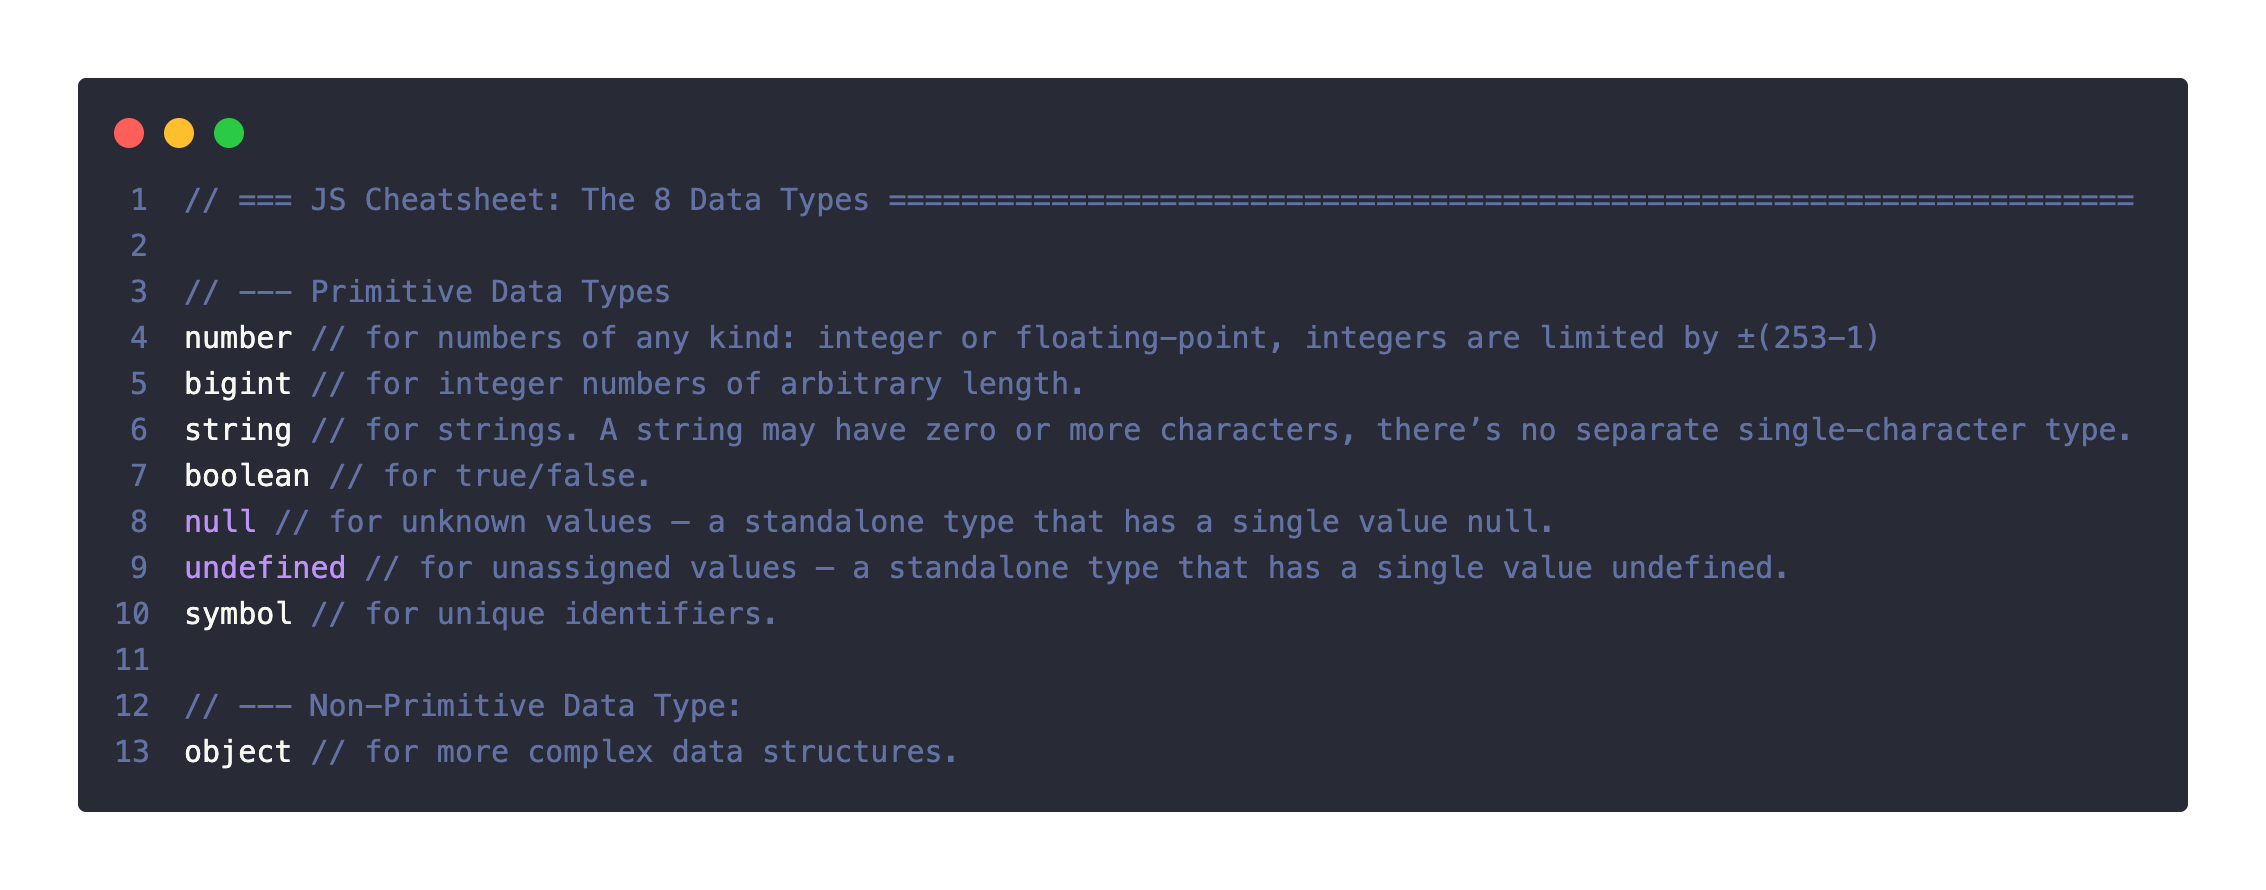 1 // === JS Cheatsheet: The 8 Data Types =====================================================================
2
3 // --- Primitive Data Types
4 number // for numbers of any kind: integer or floating-point, integers are limited by ±(253-1)
5 bigint // for integer numbers of arbitrary length.
6 string // for strings. A string may have zero or more characters, there’s no separate single-character type.
7 boolean // for true/false.
8 null // for unknown values – a standalone type that has a single value null.
9 undefined // for unassigned values – a standalone type that has a single value undefined.
10 symbol // for unique identifiers.
11
12 // --- Non-Primitive Data Type:
13 object // for more complex data structures.